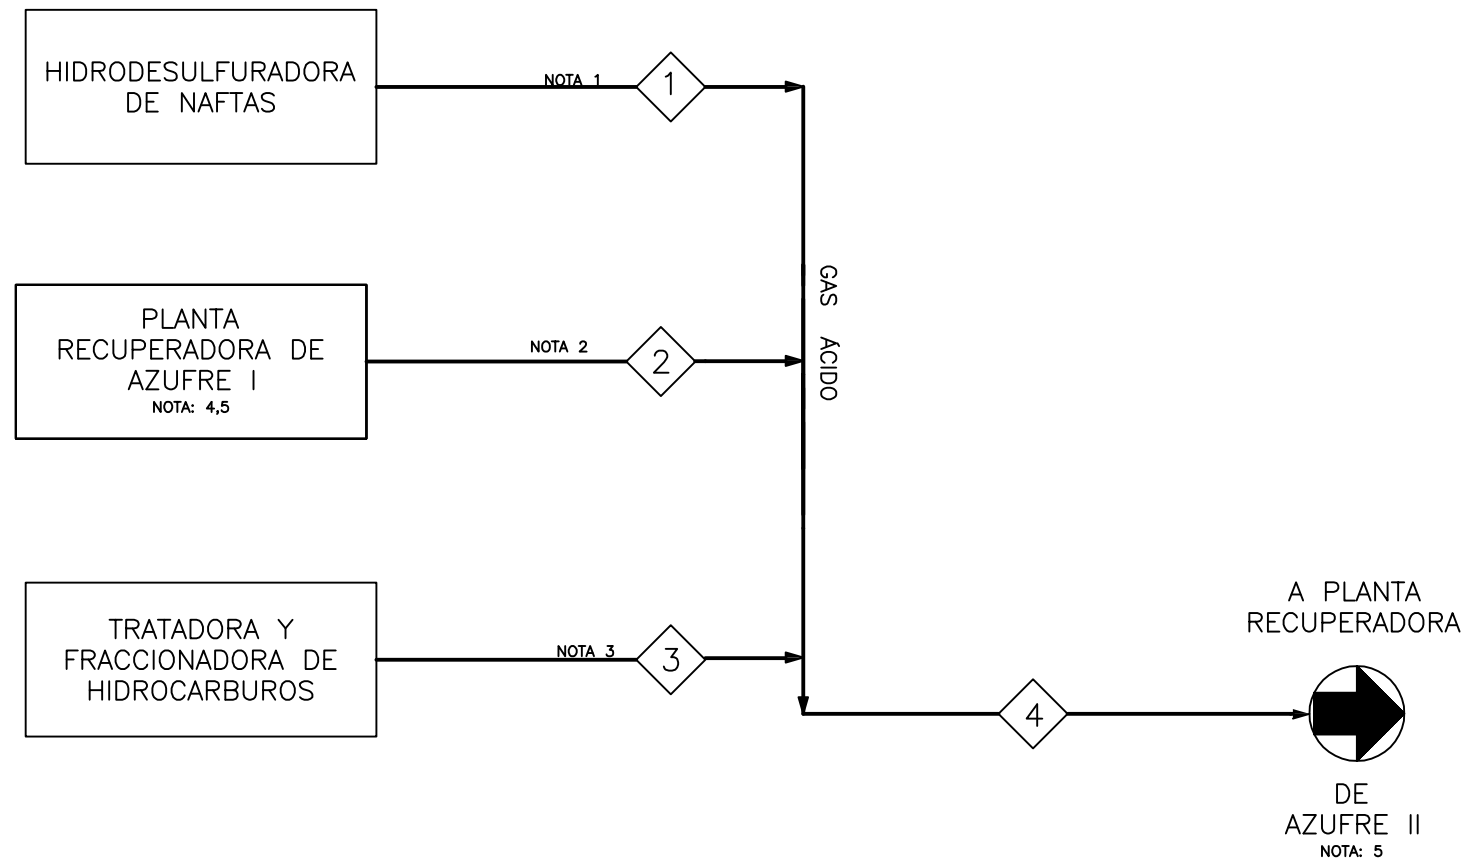 HIDRODESULFURADORA
DE NAFTAS
NOTA 1
1
PLANTA
RECUPERADORA DE
AZUFRE I
NOTA: 4,5
NOTA 2
2
GAS ÁCIDO
TRATADORA Y
FRACCIONADORA DE
HIDROCARBUROS
NOTA 3
3
4
A PLANTA
RECUPERADORA
DE
AZUFRE II
NOTA: 5